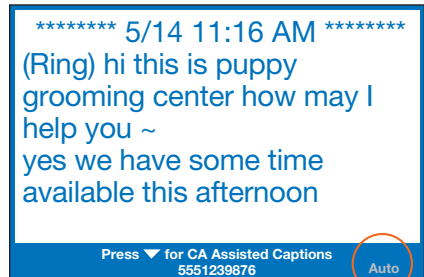 ******** 5/14 11:16 AM ********
(Ring) hi this is puppy
grooming center how may I
help you ~
yes we have some time
available this afternoon
Press ▼ for CA Assisted Captions
5551239876
Auto